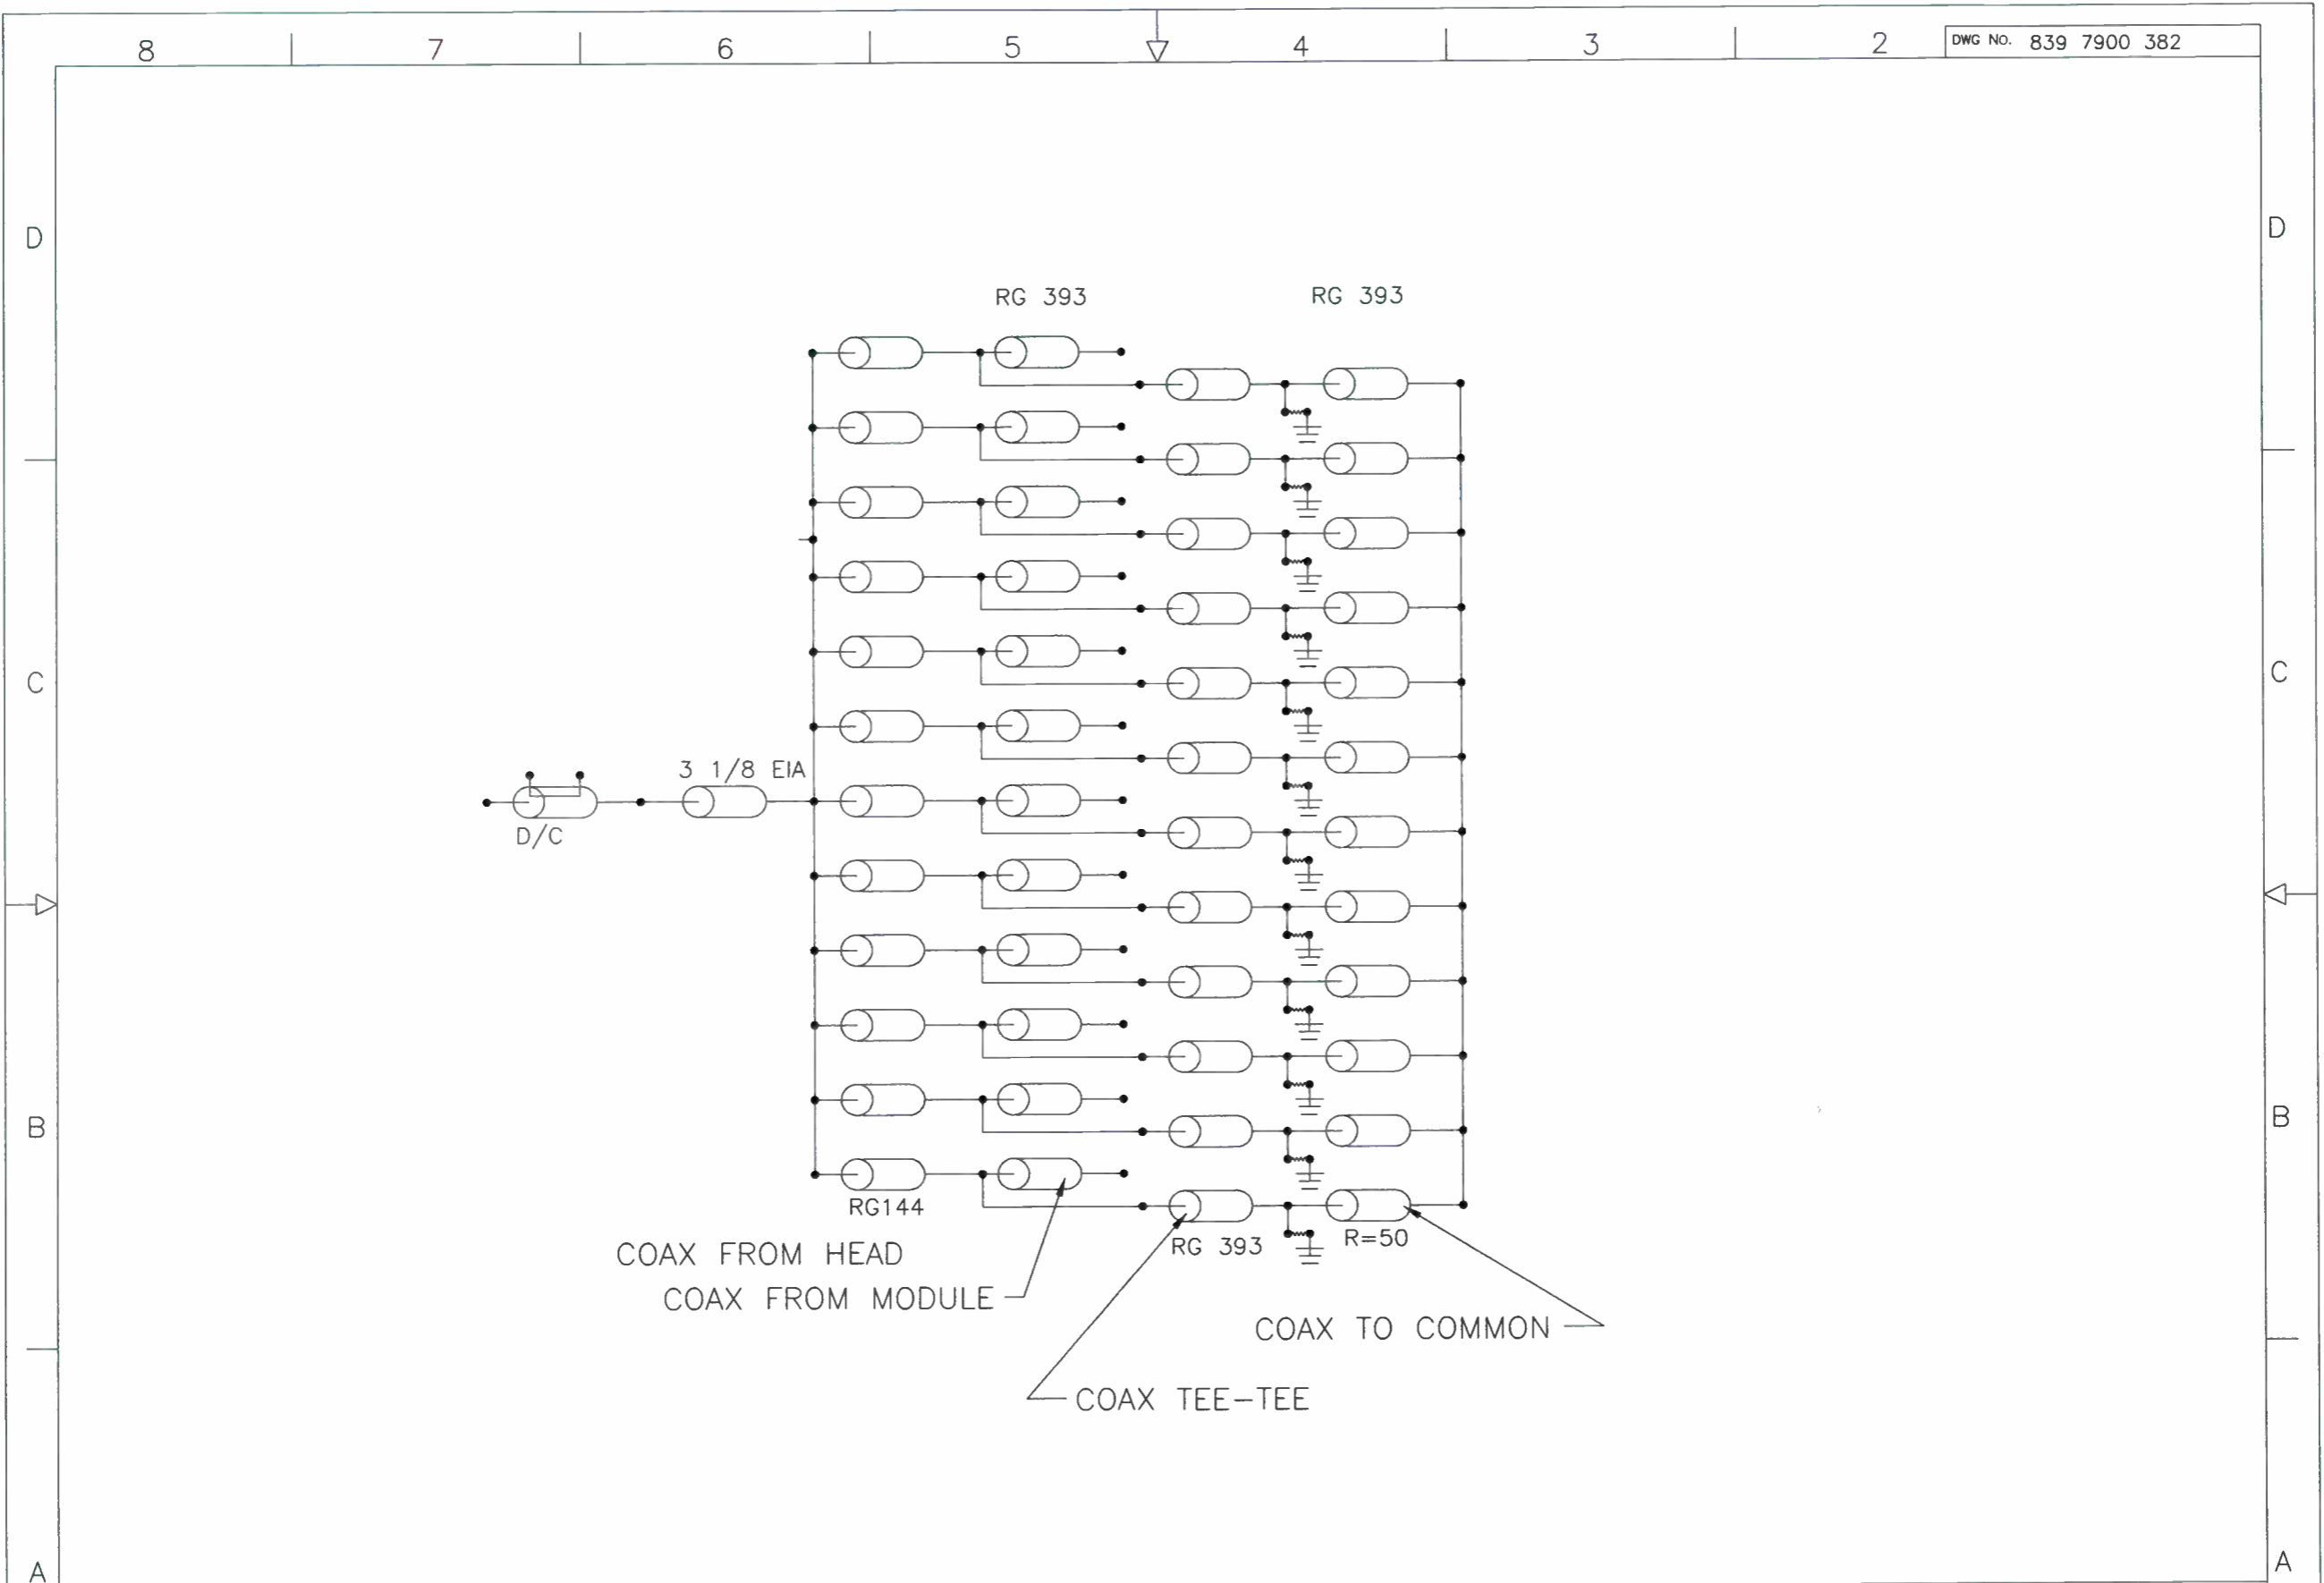 8 7 6 5 4 3 2 DWG NO. 839 7900 382
D D
RG 393 RG 393
C C
3 1/8 EIA
D/C
B B
RG144
RG 393 R=50
COAX FROM HEAD
COAX FROM MODULE
COAX TO COMMON
COAX TEE-TEE
A A